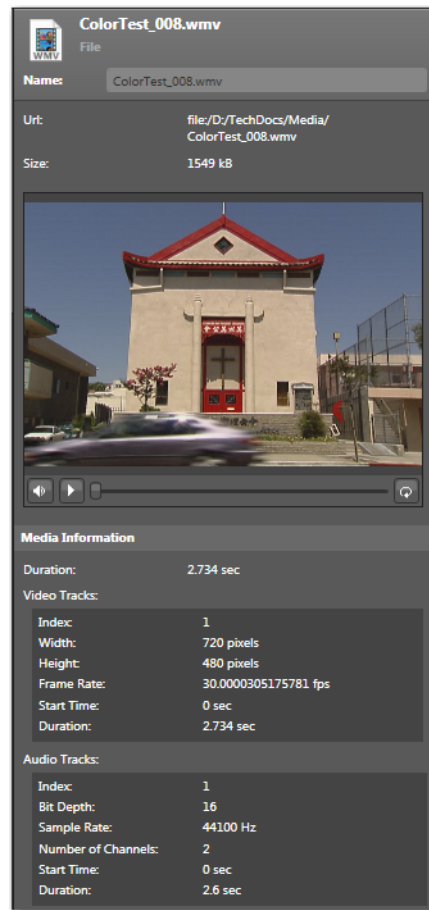 ColorTest_008.wmv
WMV
File
Name: ColorTest_008.wmv
Url: file:/D:/TechDocs/Media/
ColorTest_008.wmv
Size: 1549 kB
Media Information
Duration: 2.734 sec
Video Tracks:
Index: 1
Width: 720 pixels
Height: 480 pixels
Frame Rate: 30.0000305175781 fps
Start Time: 0 sec
Duration: 2.734 sec
Audio Tracks:
Index: 1
Bit Depth: 16
Sample Rate: 44100 Hz
Number of Channels: 2
Start Time: 0 sec
Duration: 2.6 sec